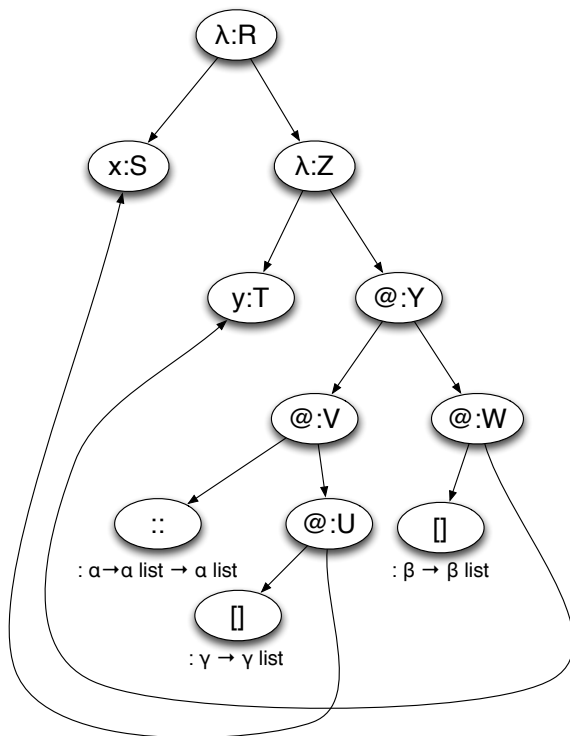 λ:R
x:S
λ:Z
y:T
@:Y
@:V
@:W
::
@:U
[]
: α→α list → α list
: β → β list
[]
: γ → γ list